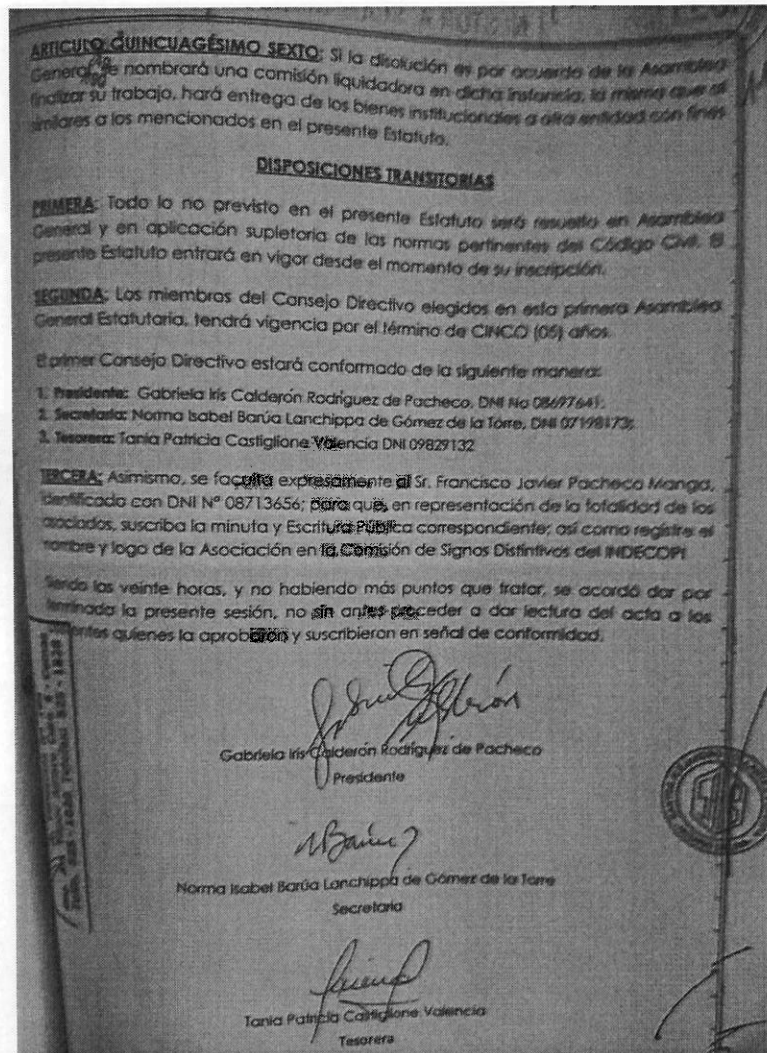 ARTICULO QUINCUAGÉSIMO SEXTO: Si la disolución es por acuerdo de la Asamblea
General se nombrará una comisión liquidadora en dicha instancia, la misma que al
finalizar su trabajo, hará entrega de los bienes institucionales a otra entidad con fines
similares a los mencionados en el presente Estatuto.
DISPOSICIONES TRANSITORIAS
PRIMERA: Todo lo no previsto en el presente Estatuto será resuelto en Asamblea
General y en aplicación supletoria de las normas pertinentes del Código Civil. El
presente Estatuto entrará en vigor desde el momento de su inscripción.
SEGUNDA: Los miembros del Consejo Directivo elegidos en esta primera Asamblea
General Estatutaria, tendrá vigencia por el término de CINCO (05) años.
El primer Consejo Directivo estará conformado de la siguiente manera:
1. Presidente: Gabriela Iris Calderón Rodríguez de Pacheco, DNI No 08697641;
2. Secretaria: Norma Isabel Barúa Lanchippa de Gómez de la Torre, DNI 07198173;
3. Tesorera: Tania Patricia Castiglione Valencia DNI 09829132
TERCERA: Asimismo, se faculta expresamente al Sr. Francisco Javier Pacheco Manga,
identificado con DNI N° 08713656; para que, en representación de la totalidad de los
asociados, suscriba la minuta y Escritura Pública correspondiente; así como registre el
nombre y logo de la Asociación en la Comisión de Signos Distintivos del INDECOPI
Siendo las veinte horas, y no habiendo más puntos que tratar, se acordó dar por
terminada la presente sesión, no sin antes proceder a dar lectura del acta a los
quienes la aprobaron y suscribieron en señal de conformidad.
Gabriela Iris Calderón Rodríguez de Pacheco
Presidente
Norma Isabel Barúa Lanchippa de Gómez de la Torre
Secretaria
Tania Patricia Castiglione Valencia
Tesorera